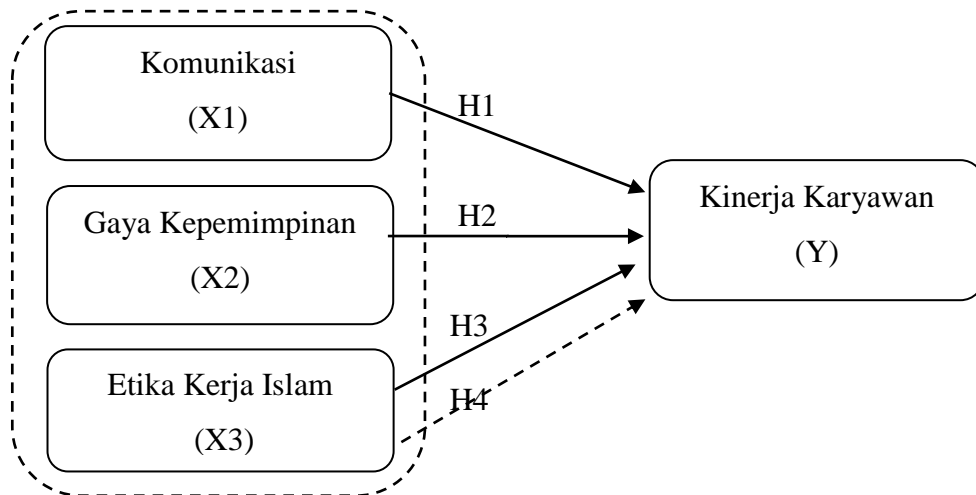 Komunikasi
(X1)
H1
Gaya Kepemimpinan
(X2)
H2
Kinerja Karyawan
(Y)
Etika Kerja Islam
(X3)
H3
H4